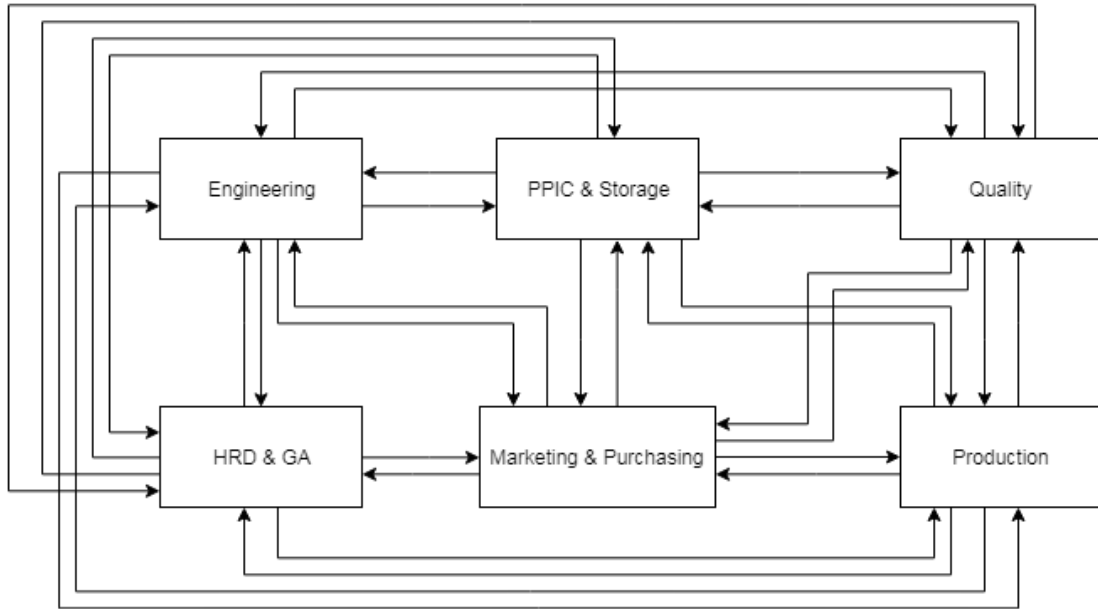 Engineering
PPIC & Storage
Quality
HRD & GA
Marketing & Purchasing
Production